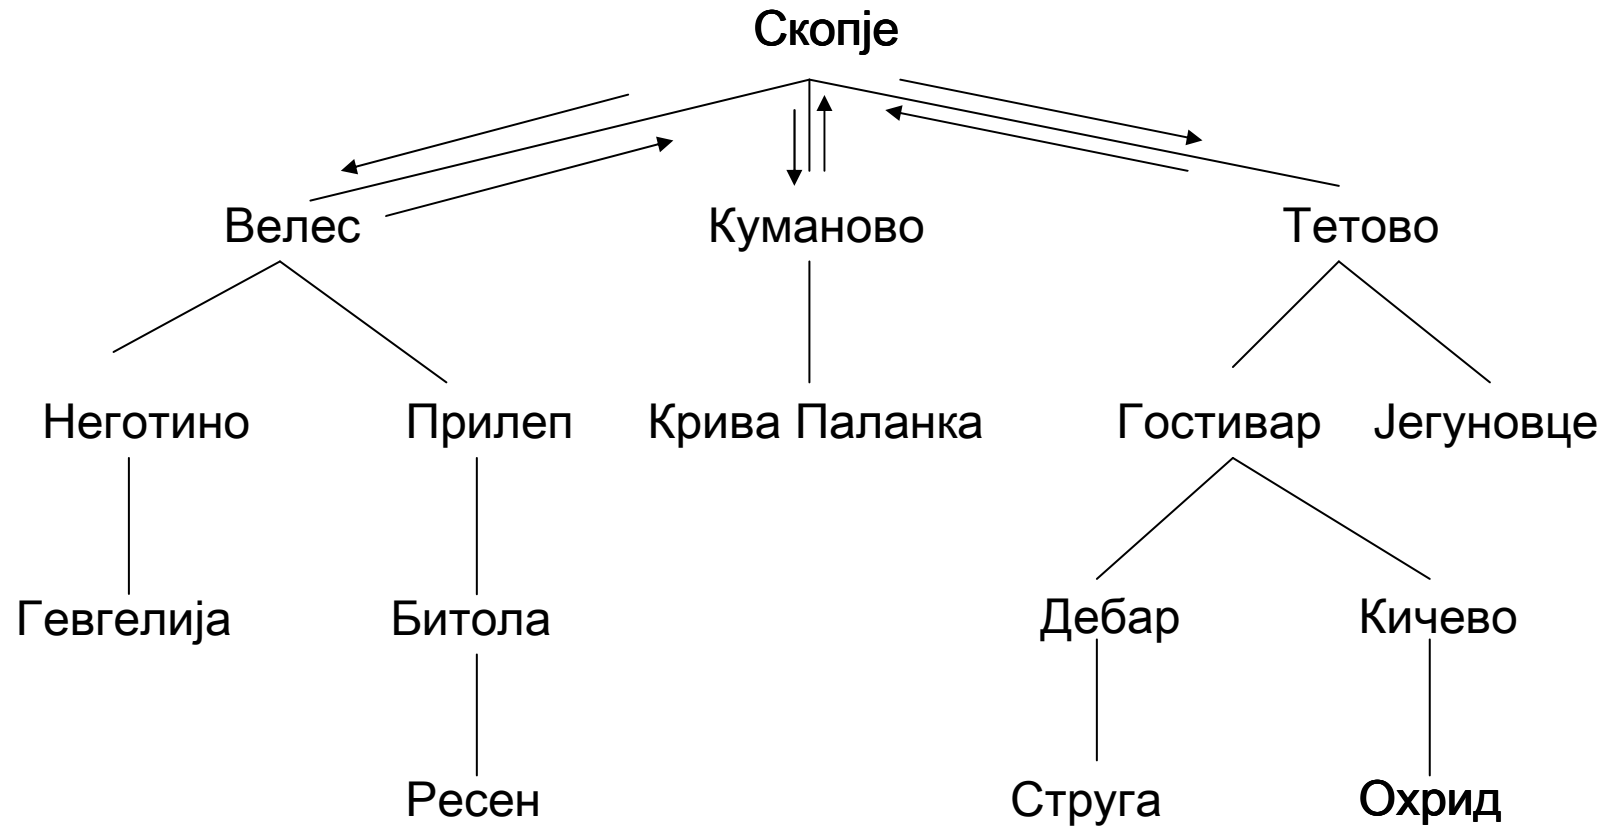 Скопје
Велес Куманово Тетово
Неготино Прилеп Крива Паланка Гостивар Јегуновце
Гевгелија Битола Дебар Кичево
Ресен Струга Охрид